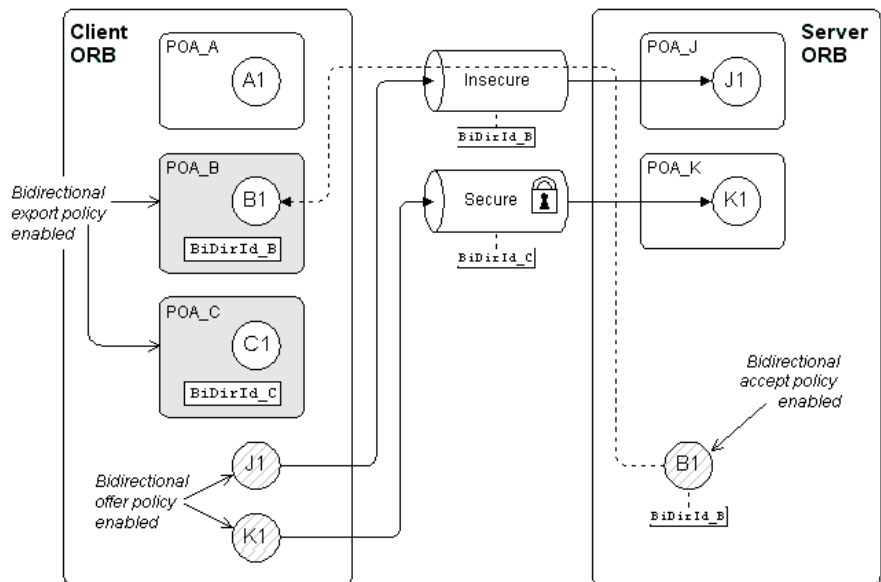 Client
ORB
POA_A
A1
Insecure
BiDirId_B
Server
ORB
POA_J
J1
Bidirectional
export policy
enabled
POA_B
B1
BiDirId_B
Secure
BiDirId_C
POA_K
K1
POA_C
C1
BiDirId_C
Bidirectional
accept policy
enabled
Bidirectional
offer policy
enabled
J1
K1
B1
BiDirId_B